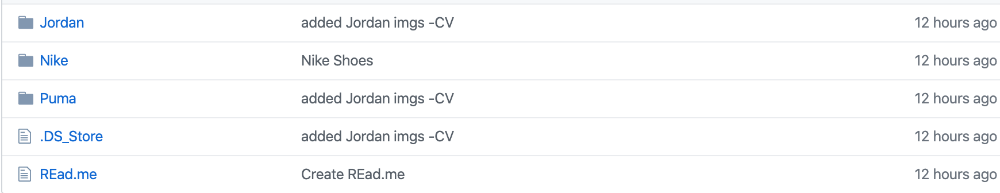 Jordan added Jordan imgs -CV 12 hours ago
Nike Nike Shoes 12 hours ago
Puma added Jordan imgs -CV 12 hours ago
.DS_Store added Jordan imgs -CV 12 hours ago
REad.me Create REad.me 12 hours ago